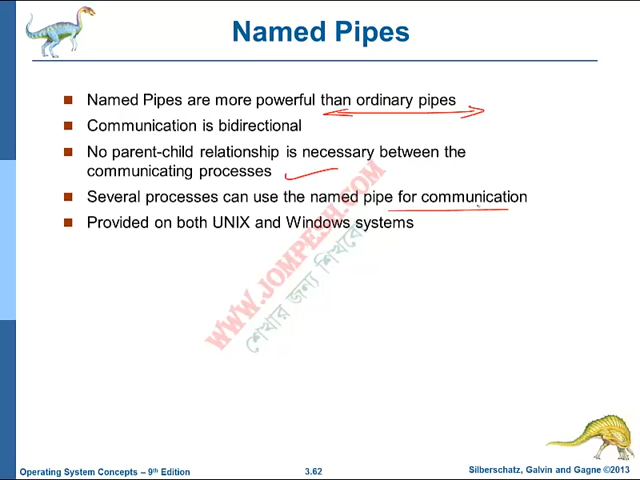 Named Pipes
Named Pipes are more powerful than ordinary pipes
Communication is bidirectional
No parent-child relationship is necessary between the
communicating processes
Several processes can use the named pipe for communication
Provided on both UNIX and Windows systems
WWW.JOMPESH.COM
শেখার জন্য শিখবে
Operating System Concepts – 9th Edition
3.62
Silberschatz, Galvin and Gagne ©2013